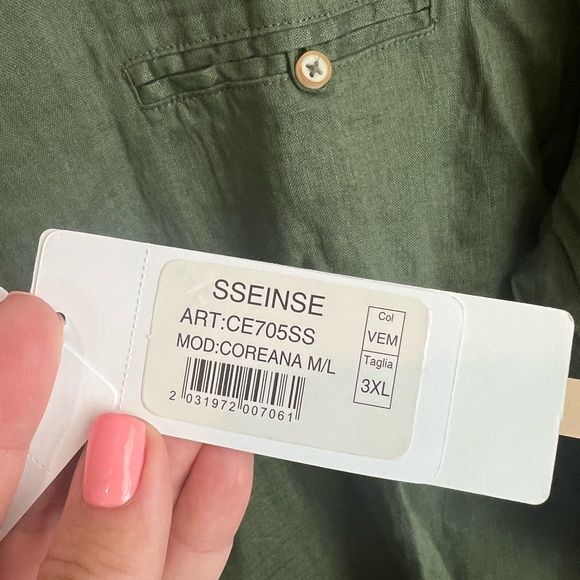 SSEINSE
ART:CE705SS
MOD:COREANA M/L
2 031972 007061
Col
VEM
Taglia
3XL